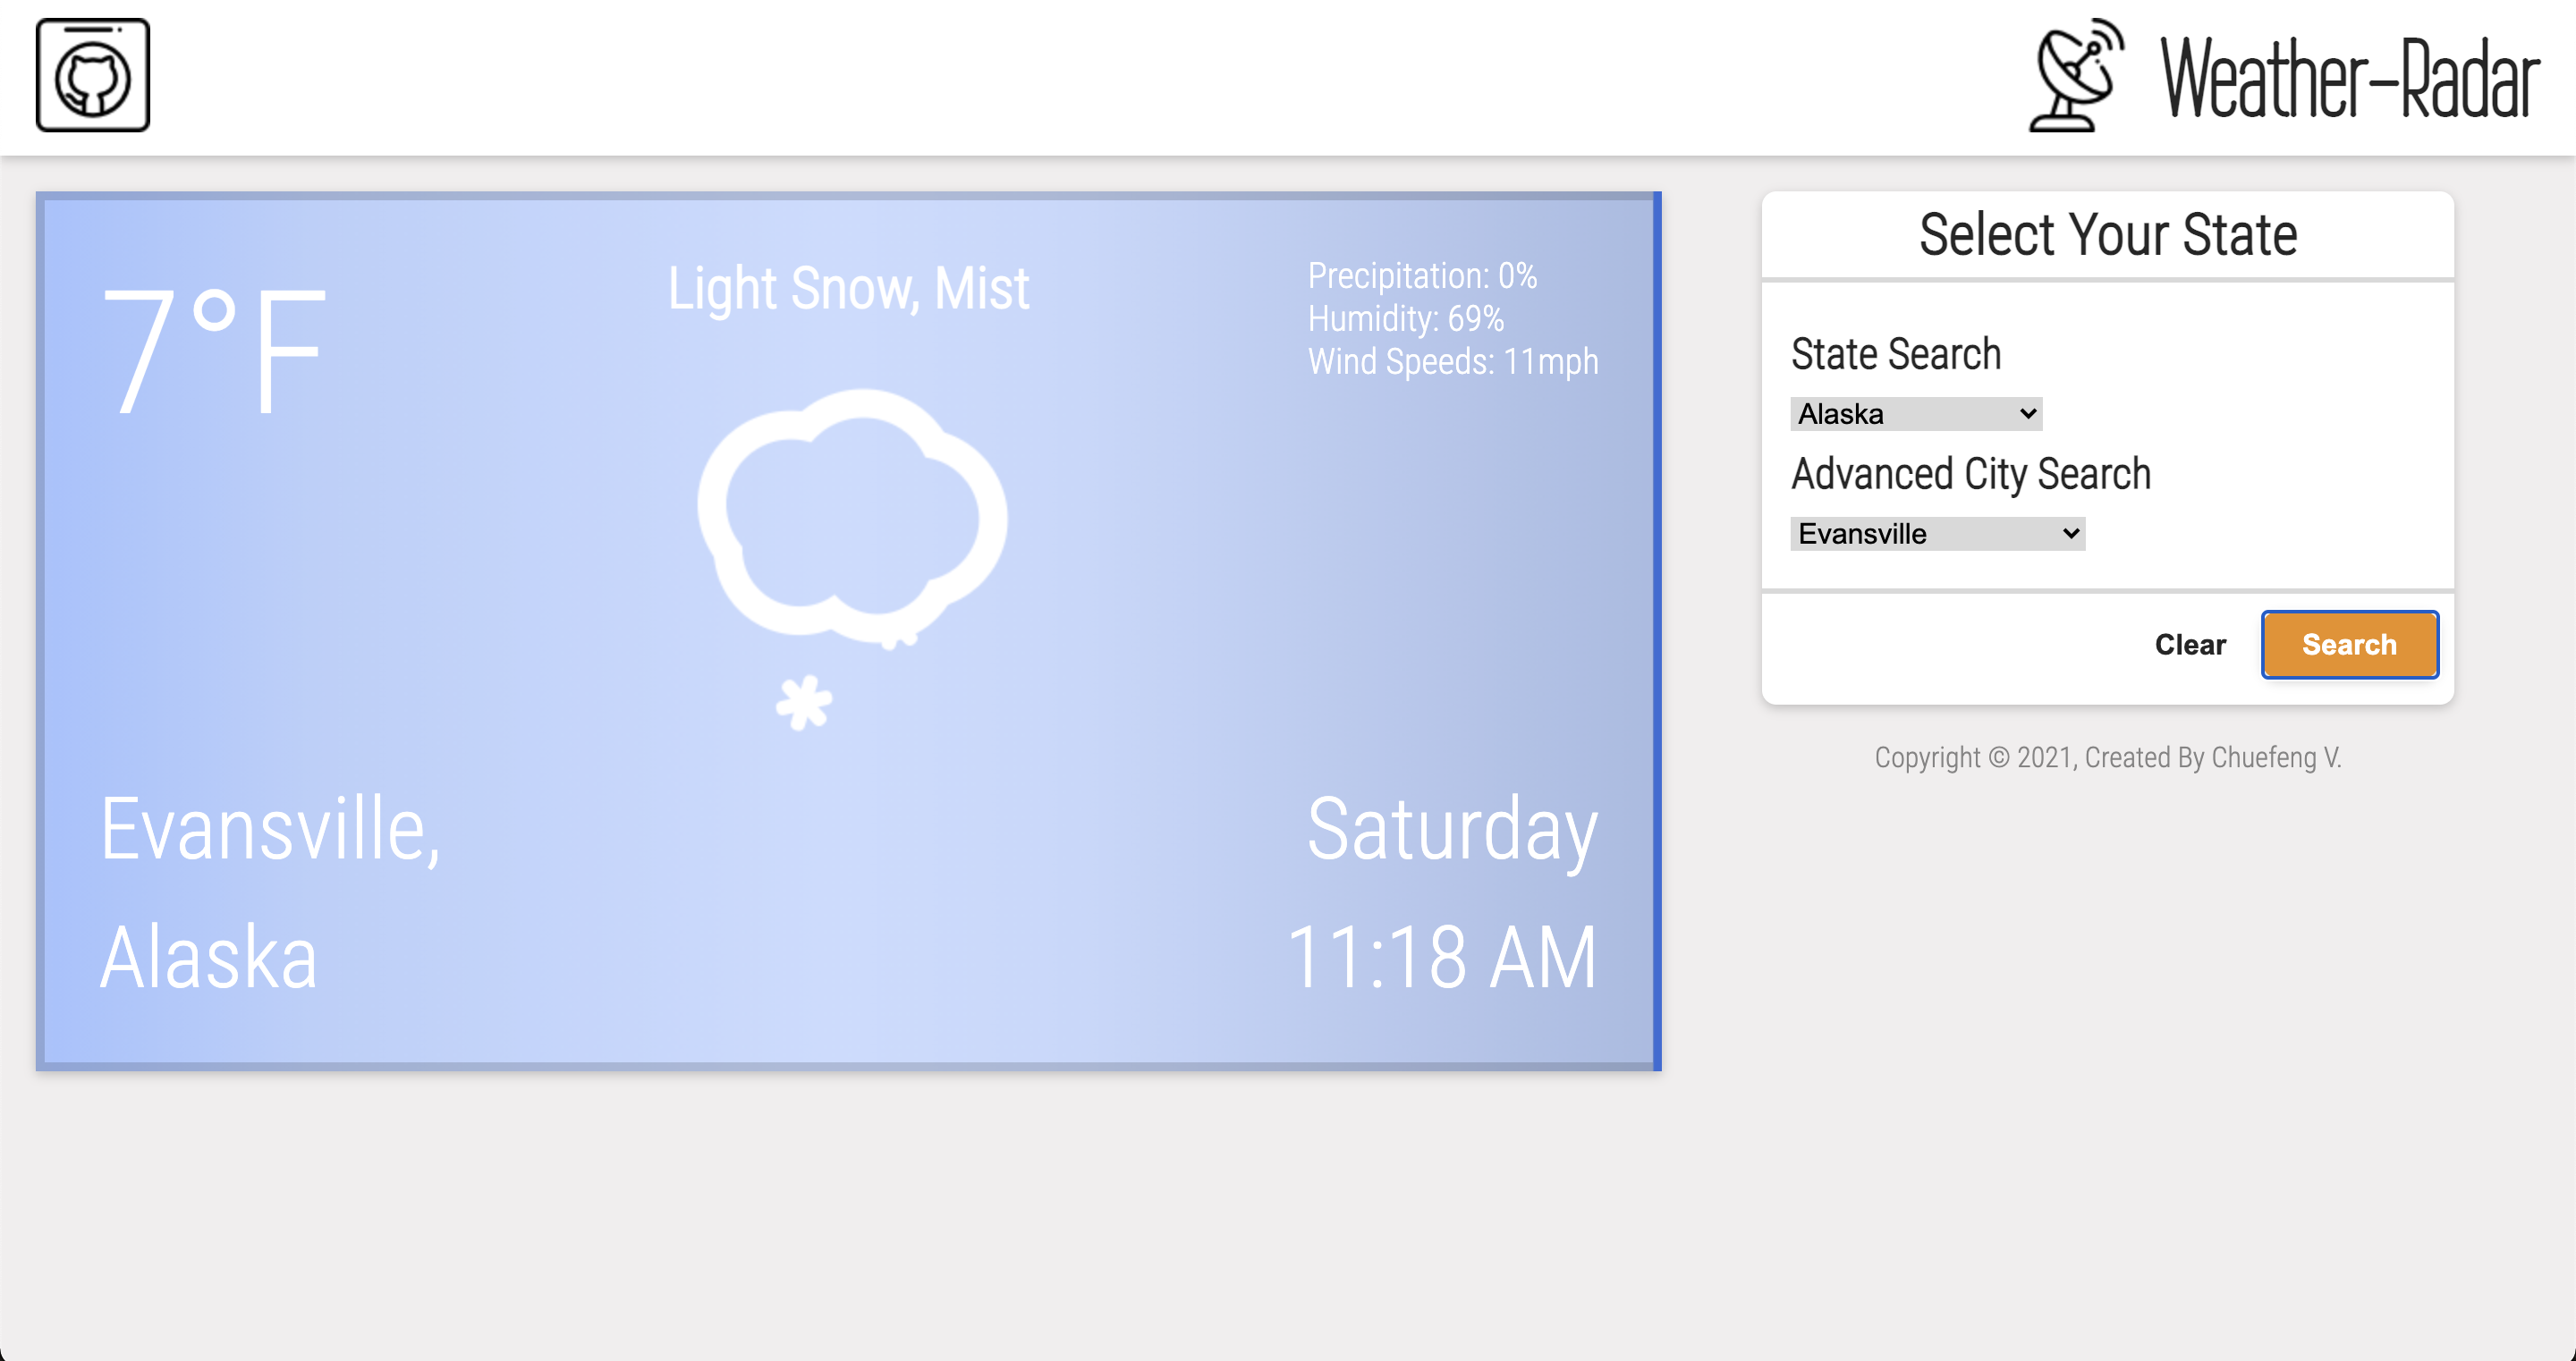 Weather-Radar
7°F
Light Snow, Mist
Precipitation: 0%
Humidity: 69%
Wind Speeds: 11mph
Evansville,
Alaska
Saturday
11:18 AM
Select Your State
State Search
Alaska
Advanced City Search
Evansville
Clear
Search
Copyright © 2021, Created By Chuefeng V.